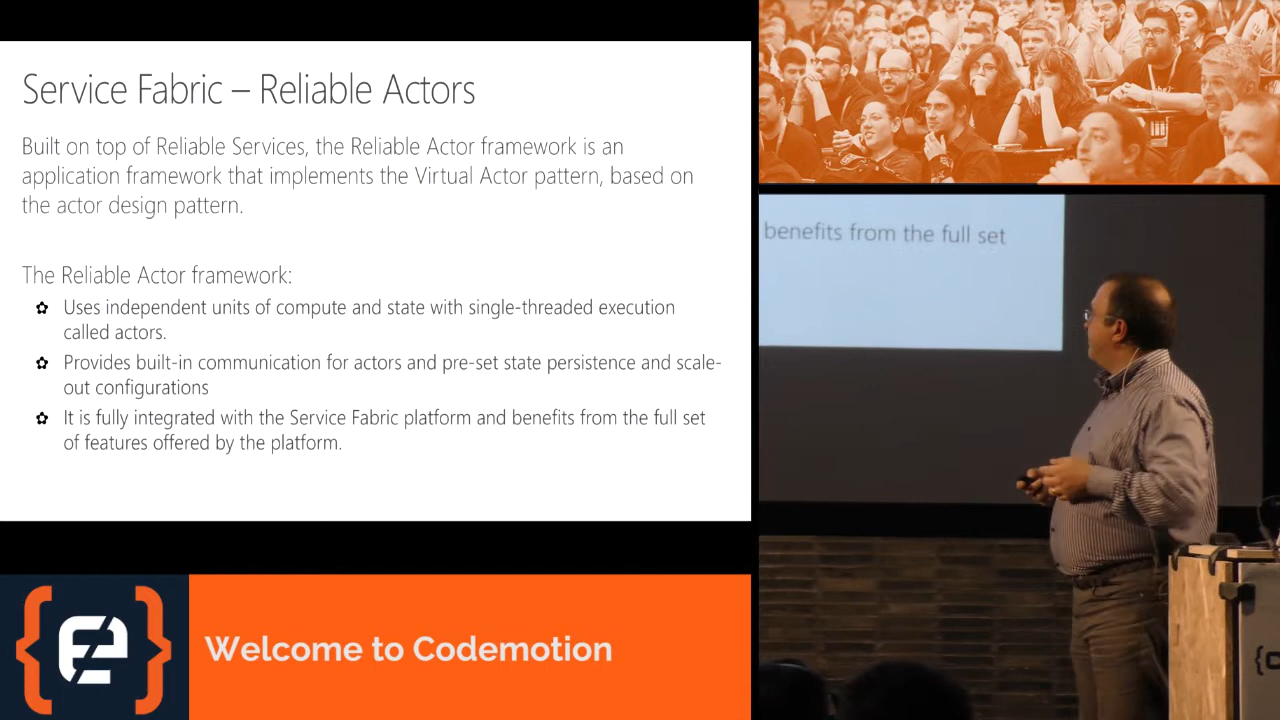 Service Fabric – Reliable Actors
Built on top of Reliable Services, the Reliable Actor framework is an
application framework that implements the Virtual Actor pattern, based on
the actor design pattern.
The Reliable Actor framework:
Uses independent units of compute and state with single-threaded execution
called actors.
Provides built-in communication for actors and pre-set state persistence and scale-
out configurations
It is fully integrated with the Service Fabric platform and benefits from the full set
of features offered by the platform.
benefits from the full set
Welcome to Codemotion